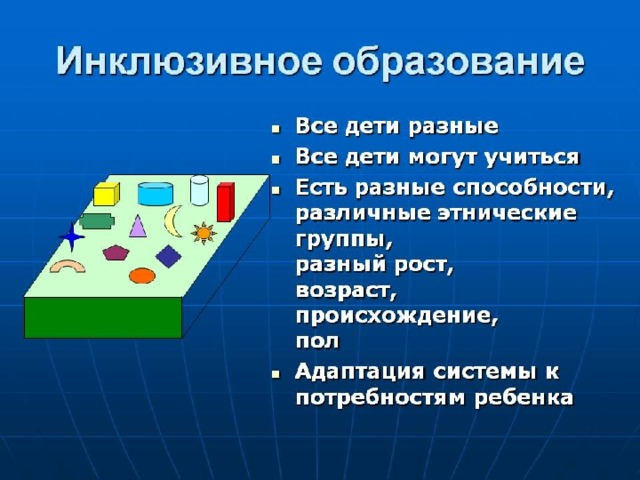 Инклюзивное образование
Все дети разные
Все дети могут учиться
Есть разные способности,
различные этнические
группы,
разный рост,
возраст,
происхождение,
пол
Адаптация системы к
потребностям ребенка